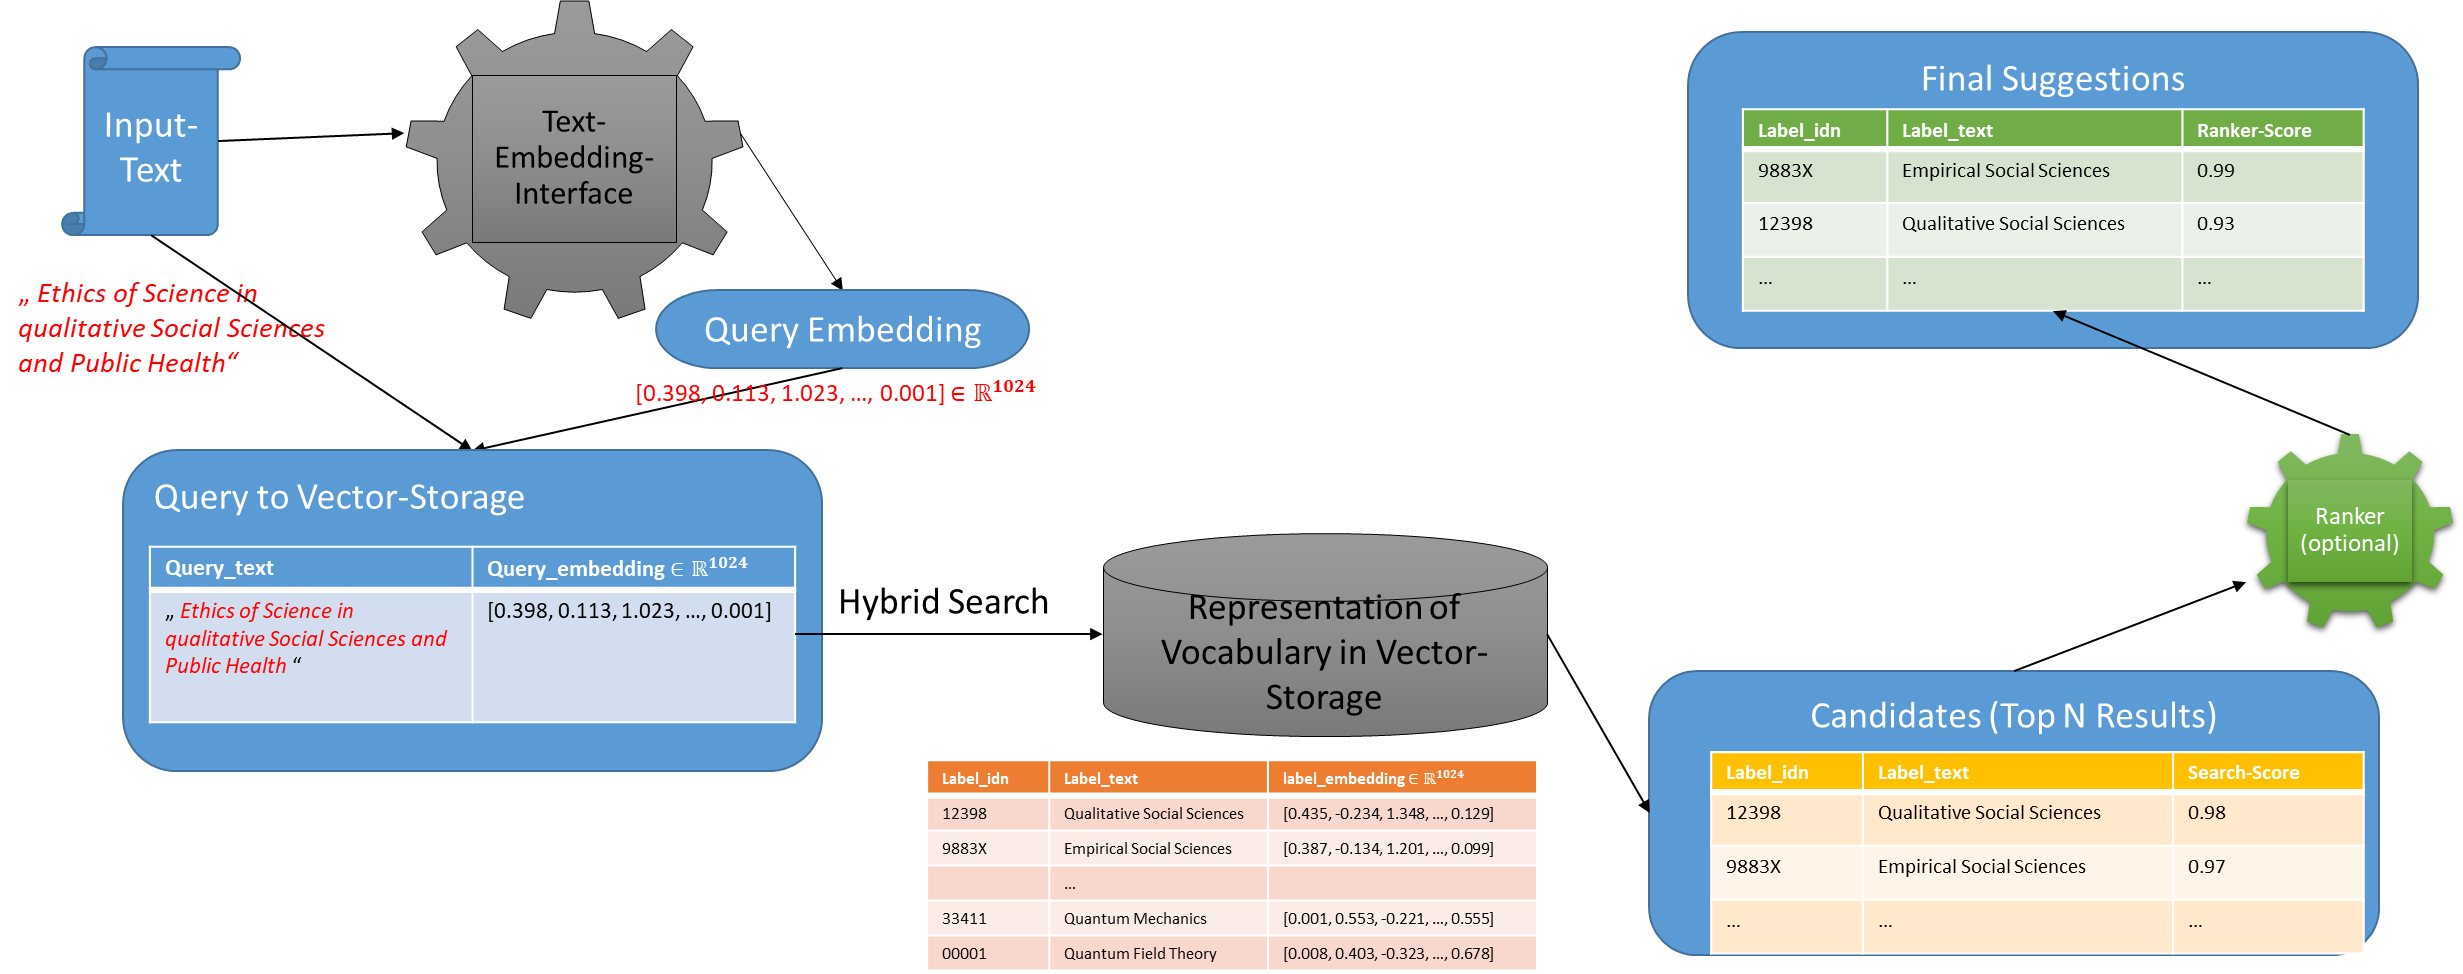 Input-
Text
Text-
Embedding-
Interface
„ Ethics of Science in
qualitative Social Sciences
and Public Health“
Query Embedding
[0.398, 0.113, 1.023, …, 0.001] ∈ ℝ¹⁰²⁴
Query to Vector-Storage
Query_text Query_embedding ∈ ℝ¹⁰²⁴
„ Ethics of Science in [0.398, 0.113, 1.023, …, 0.001]
qualitative Social Sciences and
Public Health “
Hybrid Search
Representation of
Vocabulary in Vector-
Storage
Label_idn Label_text label_embedding ∈ ℝ¹⁰²⁴
12398 Qualitative Social Sciences [0.435, -0.234, 1.348, …, 0.129]
9883X Empirical Social Sciences [0.387, -0.134, 1.201, …, 0.099]
…
33411 Quantum Mechanics [0.001, 0.553, -0.221, …, 0.555]
00001 Quantum Field Theory [0.008, 0.403, -0.323, …, 0.678]
Candidates (Top N Results)
Label_idn Label_text Search-Score
12398 Qualitative Social Sciences 0.98
9883X Empirical Social Sciences 0.97
… … …
Ranker
(optional)
Final Suggestions
Label_idn Label_text Ranker-Score
9883X Empirical Social Sciences 0.99
12398 Qualitative Social Sciences 0.93
… … …